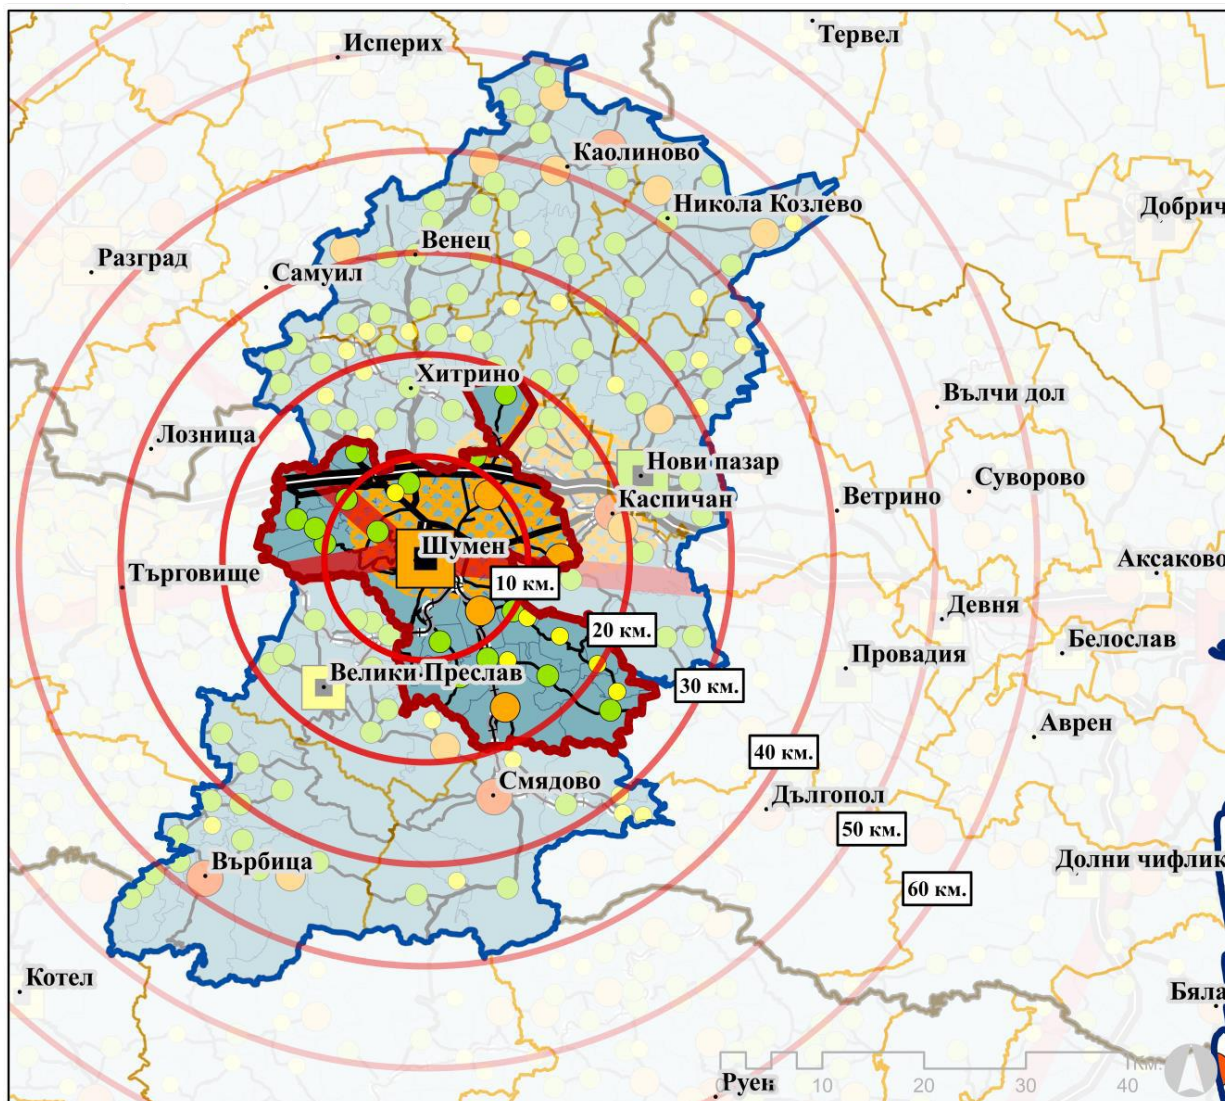 Тервел
Исперих
Каолиново
Никола Козлево
Добрич
Венец
Разград
Самуил
Хитрино
Вълчи дол
Лозница
Нови пазар
Суворово
Ветрино
Каспичан
Шумен
Аксаково
Търговище
10 км.
Девня
20 км.
Белослав
Провадия
Велики Преслав
30 км.
Аврен
40 км.
Смядово
Дългопол
50 км.
Върбица
Долни чифлик
60 км.
Котел
Бяла
КМ.
0 10 20 30 40
Руен